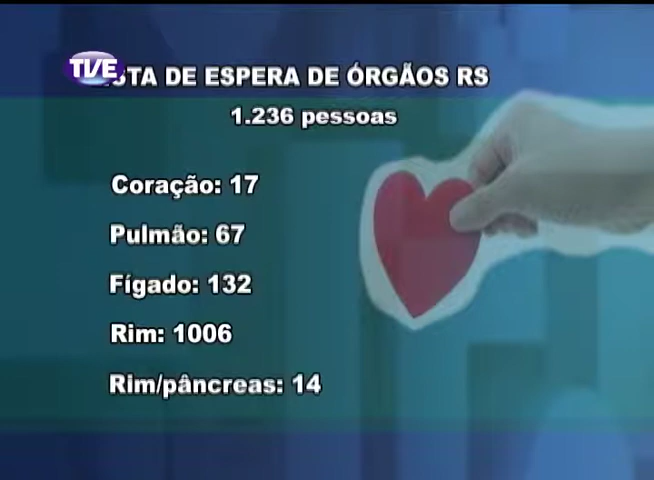 TVE
LISTA DE ESPERA DE ÓRGÃOS RS
1.236 pessoas
Coração: 17
Pulmão: 67
Fígado: 132
Rim: 1006
Rim/pâncreas: 14